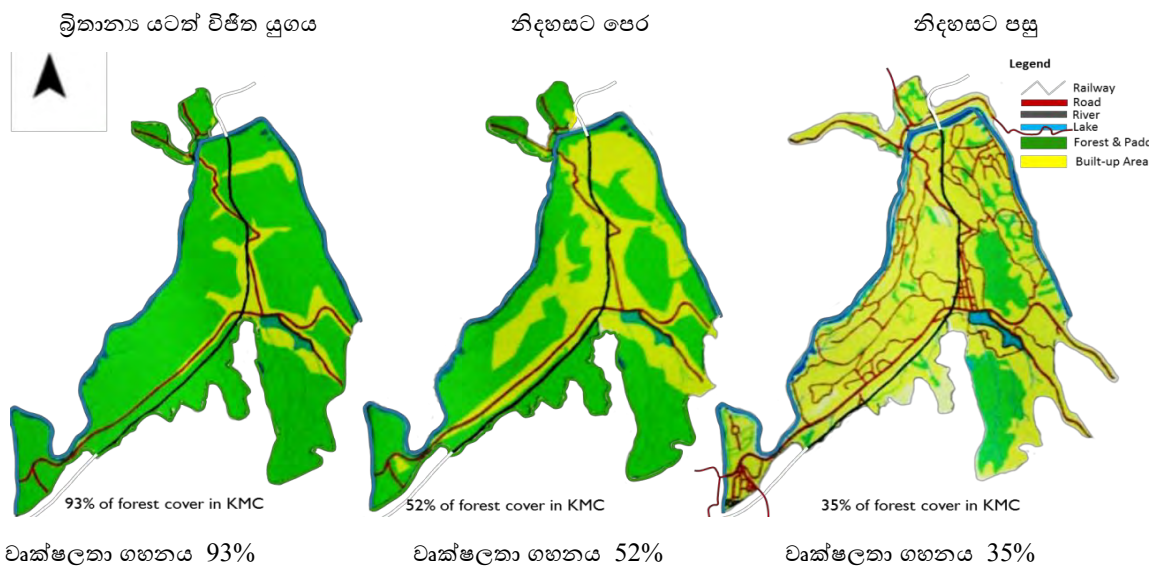 බ්‍රිතාන්‍ය යටත් විජිත යුගය
නිදහසට පෙර
නිදහසට පසු
Legend
Railway
Road
River
Lake
Forest & Padd
Built-up Area
93% of forest cover in KMC
52% of forest cover in KMC
35% of forest cover in KMC
වෘක්ෂලතා ගහනය 93%
වෘක්ෂලතා ගහනය 52%
වෘක්ෂලතා ගහනය 35%